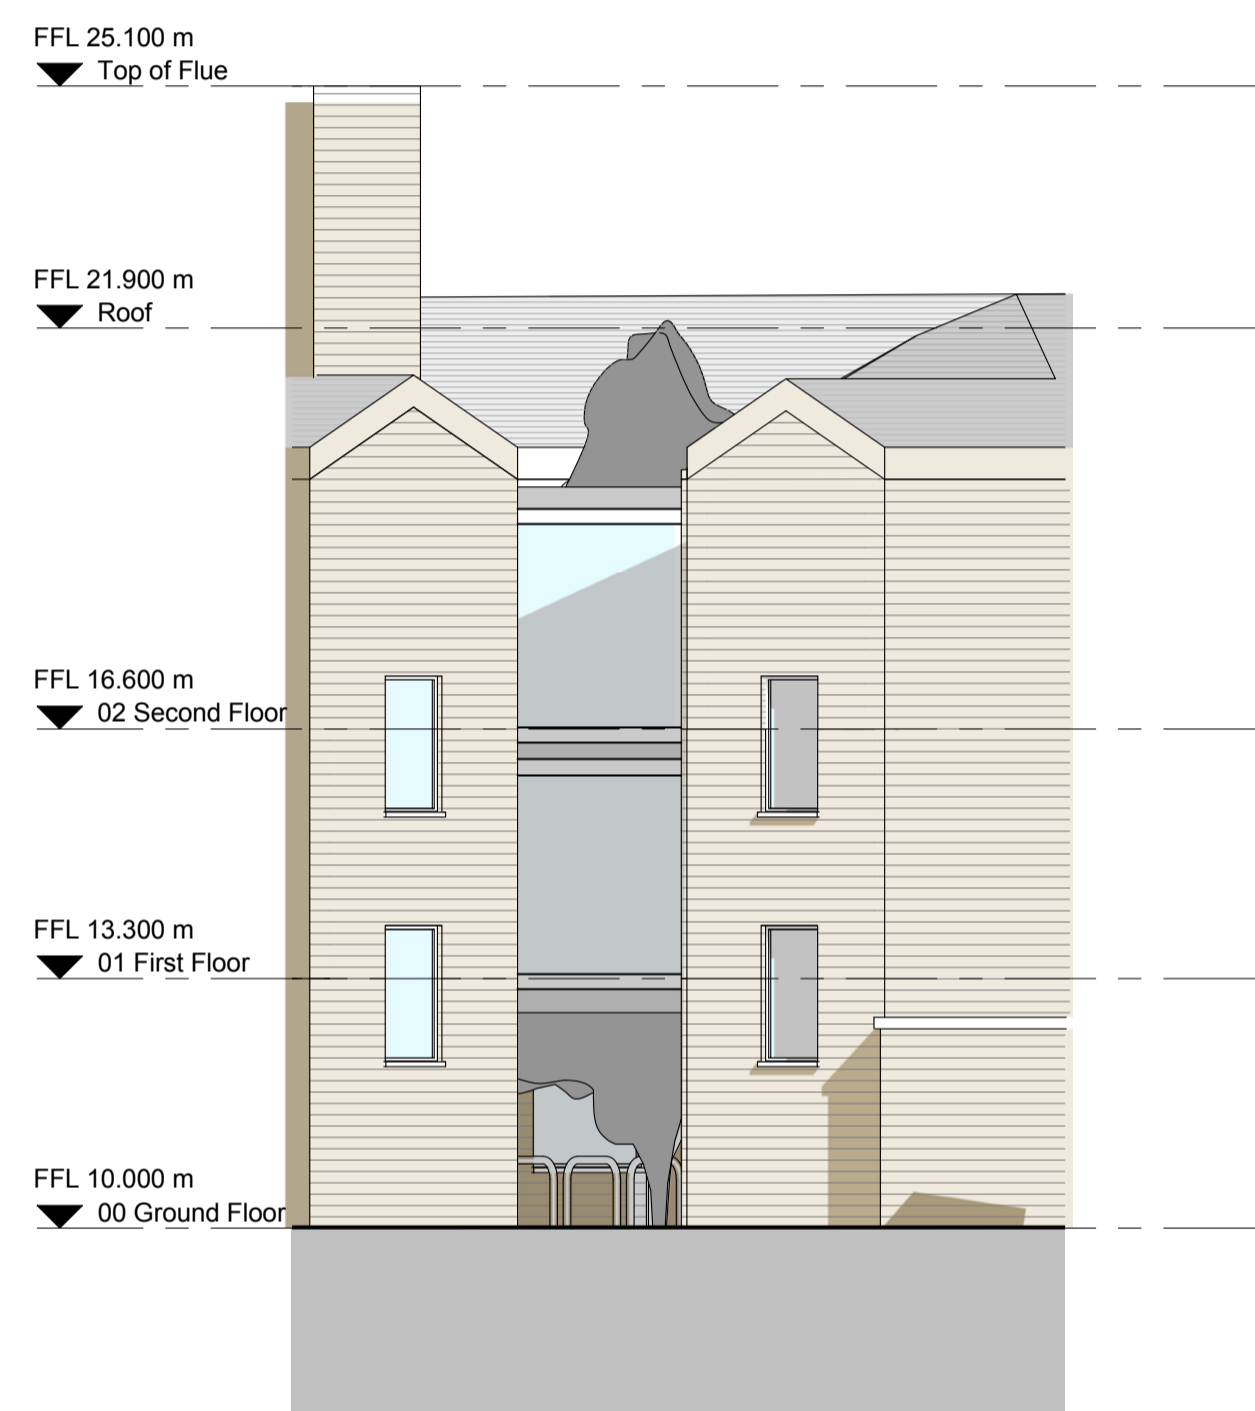 FFL 25.100 m
Top of Flue
FFL 21.900 m
Roof
FFL 16.600 m
02 Second Floor
FFL 13.300 m
01 First Floor
FFL 10.000 m
00 Ground Floor